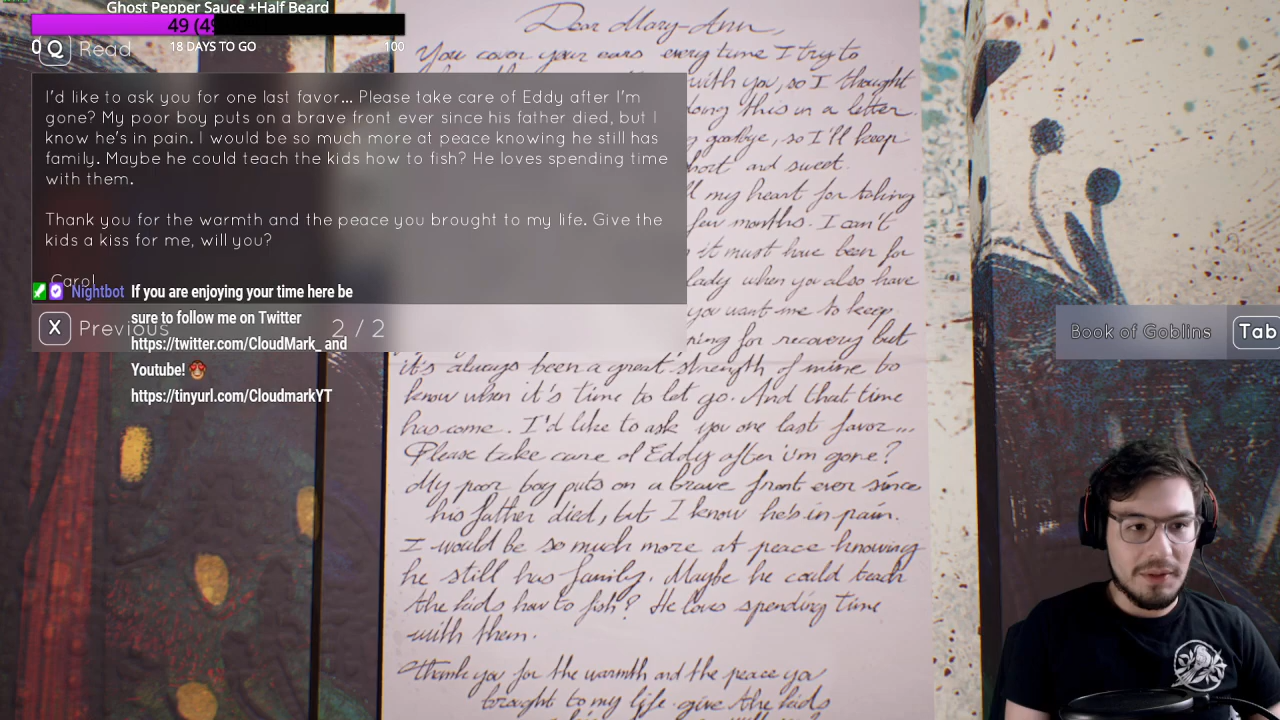 Ghost Pepper Sauce +Half Beard
49 (49
0
18 DAYS TO GO
100
Q Read
I'd like to ask you for one last favor... Please take care of Eddy after I'm
gone? My poor boy puts on a brave front ever since his father died, but I
know he's in pain. I would be so much more at peace knowing he still has
family. Maybe he could teach the kids how to fish? He loves spending time
with them.
Thank you for the warmth and the peace you brought to my life. Give the
kids a kiss for me, will you?
Carol
Nightbot If you are enjoying your time here be
sure to follow me on Twitter
https://twitter.com/CloudMark_ and
Youtube!
https://tinyurl.com/CloudmarkYT
X Previous 2 / 2
Book of Goblins Tab
Dear Mary-Ann,
You cover your ears every time I try to
with you, so I thought
doing this in a letter.
goodbye, so I'll keep
short and sweet.
my heart for taking
few months. I can't
it must have been for
lady when you also have
you want me to keep
for recovery but
it's always been a great strength of mine to
know when it's time to let go. And that time
has come. I'd like to ask you one last favor...
Please take care of Eddy after i'm gone?
My poor boy puts on a brave front ever since
his father died, but I know he's in pain.
I would be so much more at peace knowing
he still has family. Maybe he could teach
the kids how to fish? He loves spending time
with them.
Thank you for the warmth and the peace you
brought to my life. give the kids